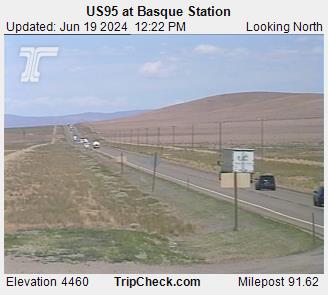 US95 at Basque Station
Updated: Jun 19 2024 12:22 PM Looking North
Elevation 4460 TripCheck.com Milepost 91.62